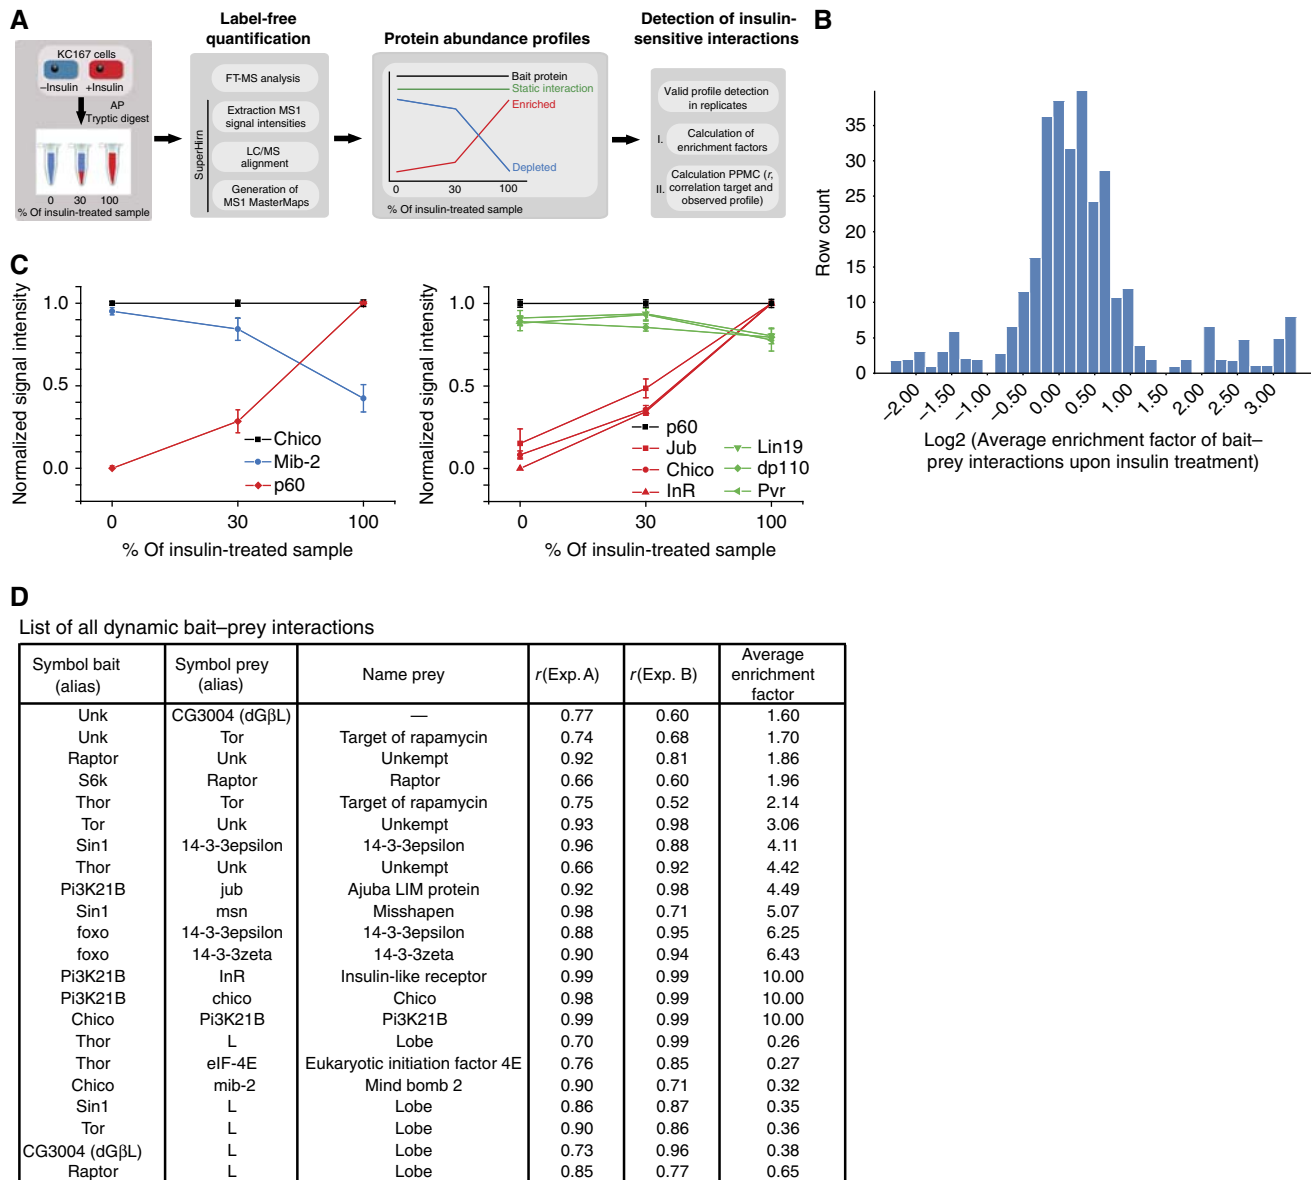 A
Label-free
quantification
Protein abundance profiles
Detection of insulin-
sensitive interactions
KC167 cells
–Insulin +Insulin
AP
Tryptic digest
0 30 100
% Of insulin-treated sample
SuperHirn
FT-MS analysis
Extraction MS1
signal intensities
LC/MS
alignment
Generation of
MS1 MasterMaps
Bait protein
Static interaction
Enriched
Depleted
0 30 100
% Of insulin-treated sample
Valid profile detection
in replicates
I. Calculation of
enrichment factors
II. Calculation PPMC (r,
correlation target and
observed profile)
B
Row count
35
30
25
20
15
10
5
0
–2.00 –1.50 –1.00 –0.50 0.00 0.50 1.00 1.50 2.00 2.50 3.00
Log2 (Average enrichment factor of bait–
prey interactions upon insulin treatment)
C
Normalized signal intensity
1.0
0.5
0.0
Chico
Mib-2
p60
0 30 100
% Of insulin-treated sample
Normalized signal intensity
1.0
0.5
0.0
p60
Jub
Chico
InR
Lin19
dp110
Pvr
0 30 100
% Of insulin-treated sample
D
List of all dynamic bait–prey interactions
Symbol bait
(alias)
Symbol prey
(alias)
Name prey
r(Exp. A)
r(Exp. B)
Average
enrichment
factor
Unk CG3004 (dGβL) — 0.77 0.60 1.60
Unk Tor Target of rapamycin 0.74 0.68 1.70
Raptor Unk Unkempt 0.92 0.81 1.86
S6k Raptor Raptor 0.66 0.60 1.96
Thor Tor Target of rapamycin 0.75 0.52 2.14
Tor Unk Unkempt 0.93 0.98 3.06
Sin1 14-3-3epsilon 14-3-3epsilon 0.96 0.88 4.11
Thor Unk Unkempt 0.66 0.92 4.42
Pi3K21B jub Ajuba LIM protein 0.92 0.98 4.49
Sin1 msn Misshapen 0.98 0.71 5.07
foxo 14-3-3epsilon 14-3-3epsilon 0.88 0.95 6.25
foxo 14-3-3zeta 14-3-3zeta 0.90 0.94 6.43
Pi3K21B InR Insulin-like receptor 0.99 0.99 10.00
Pi3K21B chico Chico 0.98 0.99 10.00
Chico Pi3K21B Pi3K21B 0.99 0.99 10.00
Thor L Lobe 0.70 0.99 0.26
Thor eIF-4E Eukaryotic initiation factor 4E 0.76 0.85 0.27
Chico mib-2 Mind bomb 2 0.90 0.71 0.32
Sin1 L Lobe 0.86 0.87 0.35
Tor L Lobe 0.90 0.86 0.36
CG3004 (dGβL) L Lobe 0.73 0.96 0.38
Raptor L Lobe 0.85 0.77 0.65